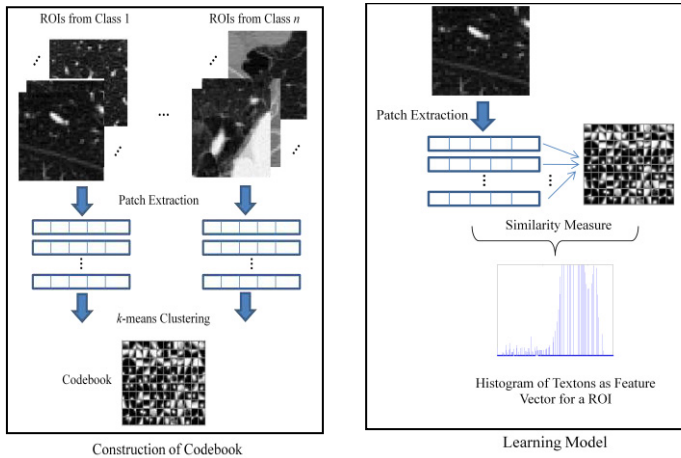 ROIs from Class 1
ROIs from Class n
...
Patch Extraction
k-means Clustering
Codebook
Construction of Codebook
Patch Extraction
Similarity Measure
Histogram of Textons as Feature
Vector for a ROI
Learning Model